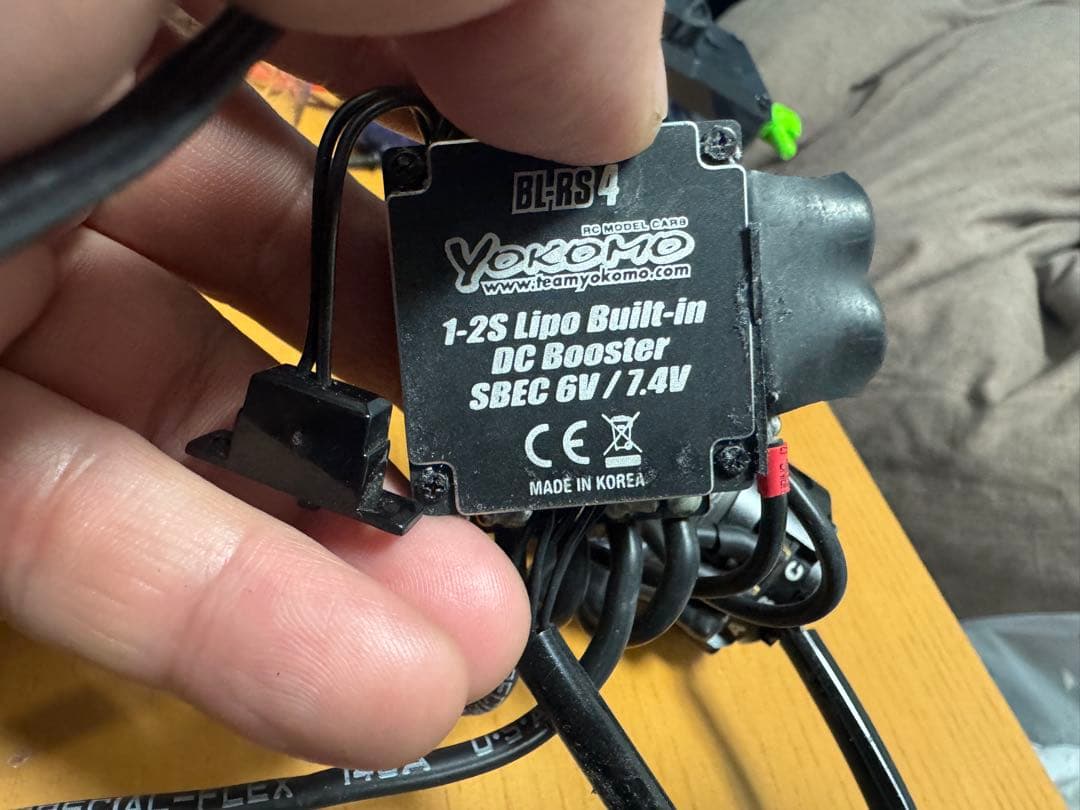 BL-RS4
RC MODEL CARS
YOKOMO
www.teamyokomo.com
1-2S Lipo Built-in
DC Booster
SBEC 6V / 7.4V
CE
MADE IN KOREA
C